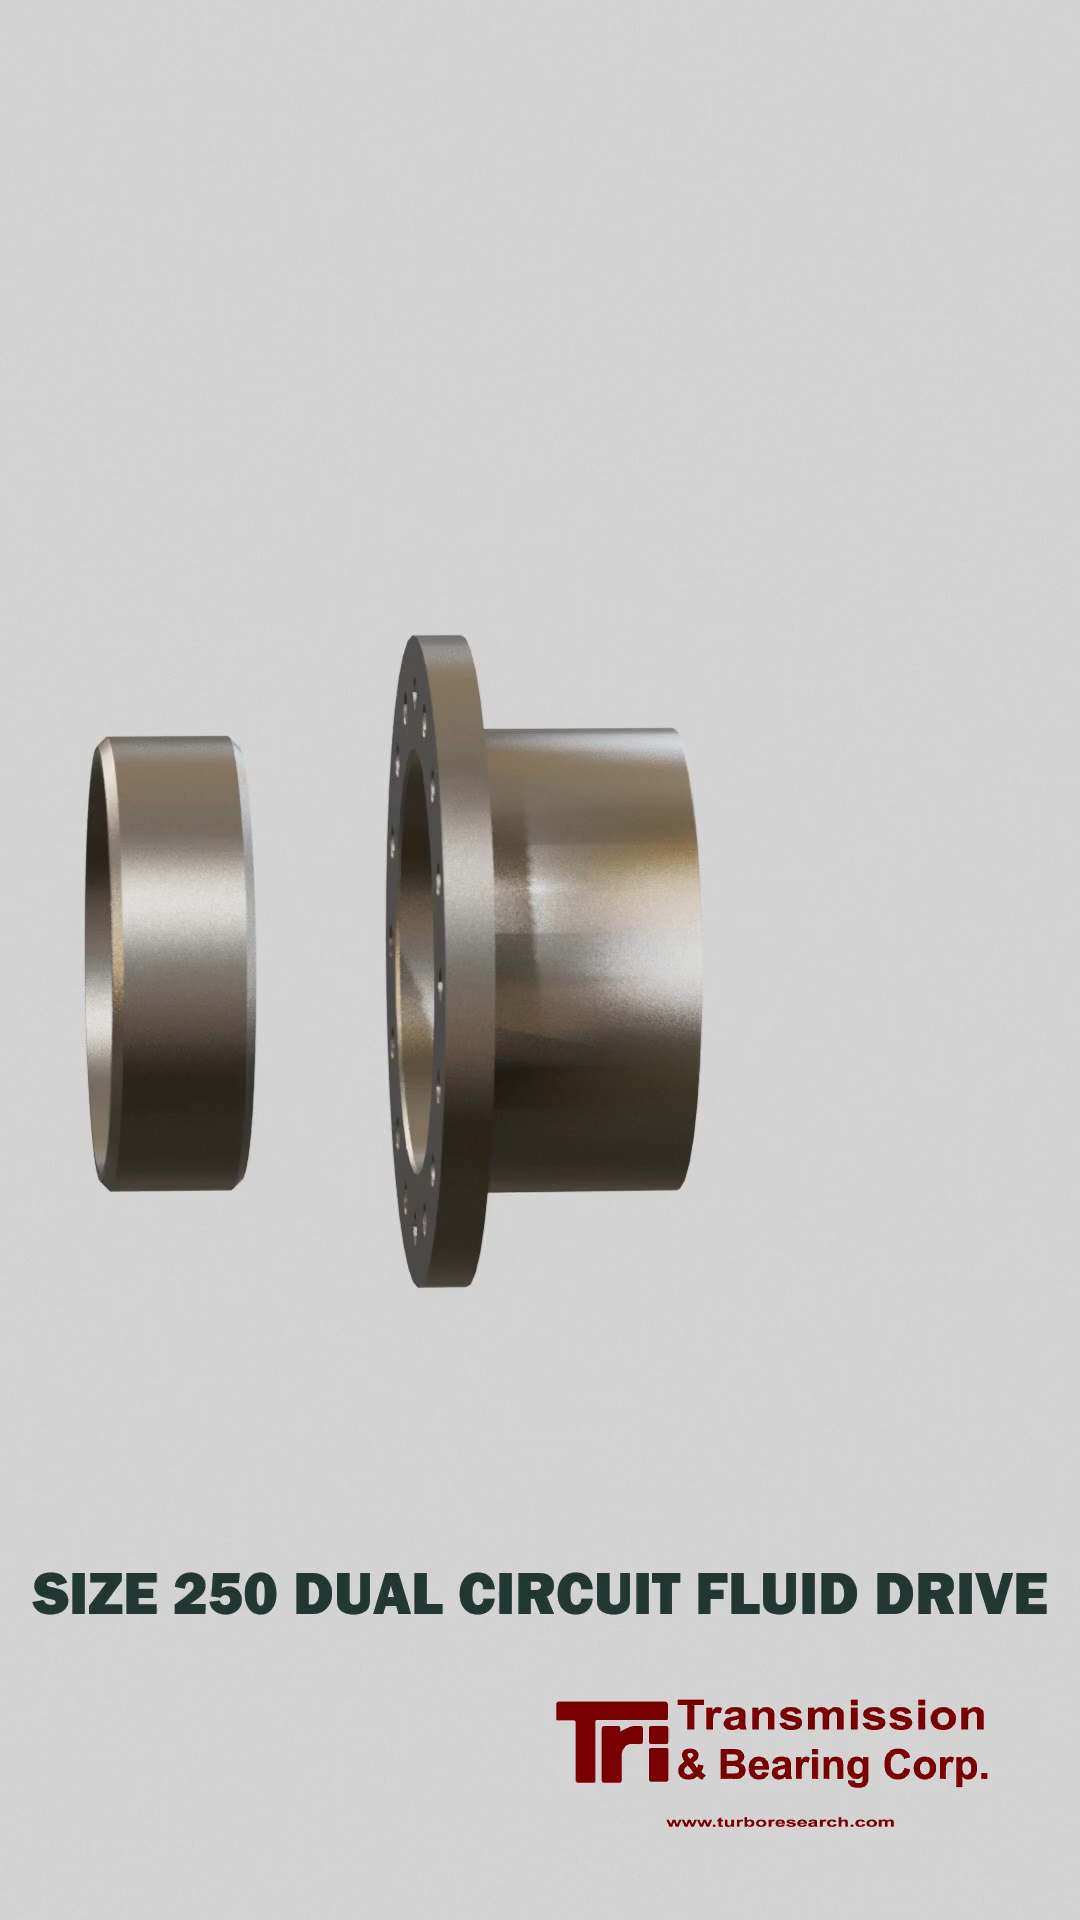 SIZE 250 DUAL CIRCUIT FLUID DRIVE
Tri Transmission
& Bearing Corp.
www.turboresearch.com